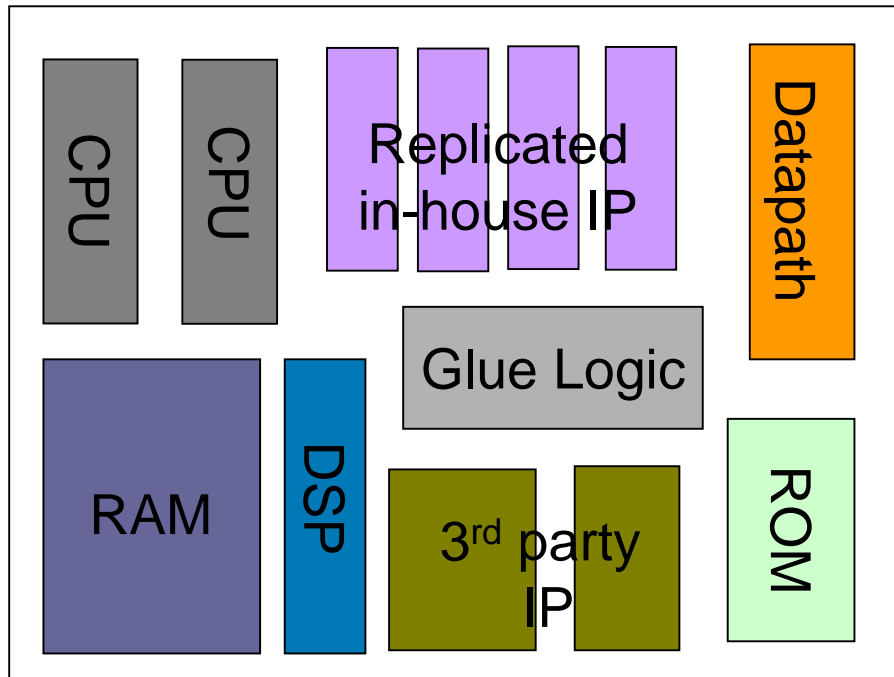 CPU
CPU
Replicated
in-house IP
Datapath
Glue Logic
RAM
DSP
3rd party
IP
ROM